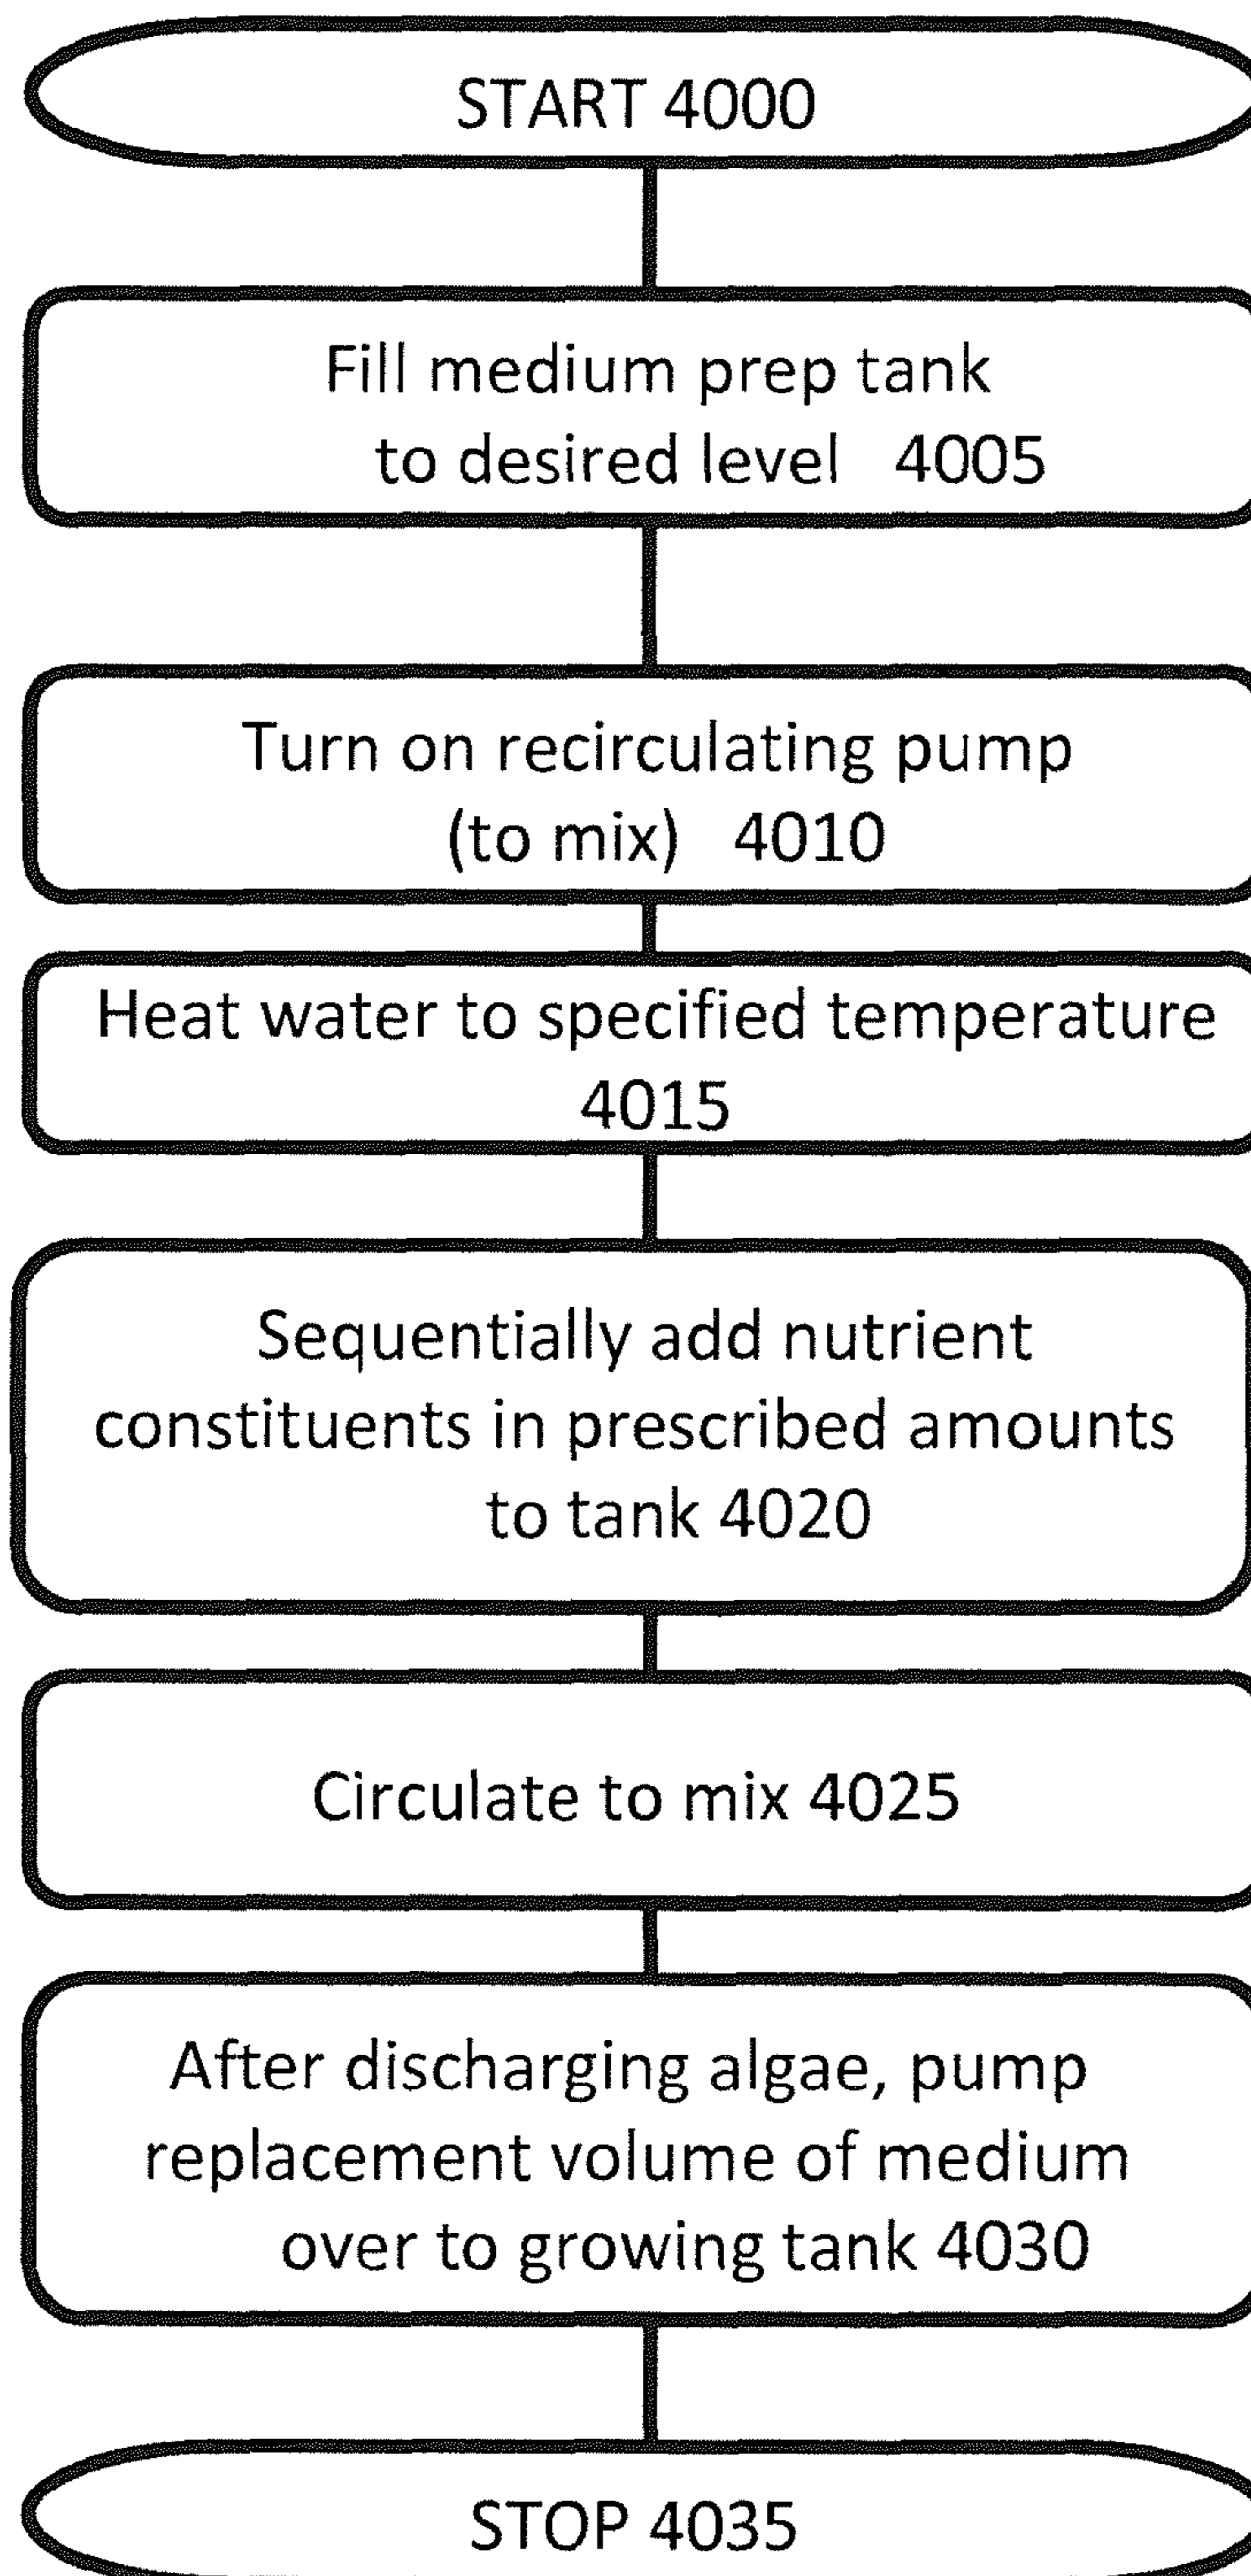 START 4000
Fill medium prep tank
to desired level 4005
Turn on recirculating pump
(to mix) 4010
Heat water to specified temperature
4015
Sequentially add nutrient
constituents in prescribed amounts
to tank 4020
Circulate to mix 4025
After discharging algae, pump
replacement volume of medium
over to growing tank 4030
STOP 4035